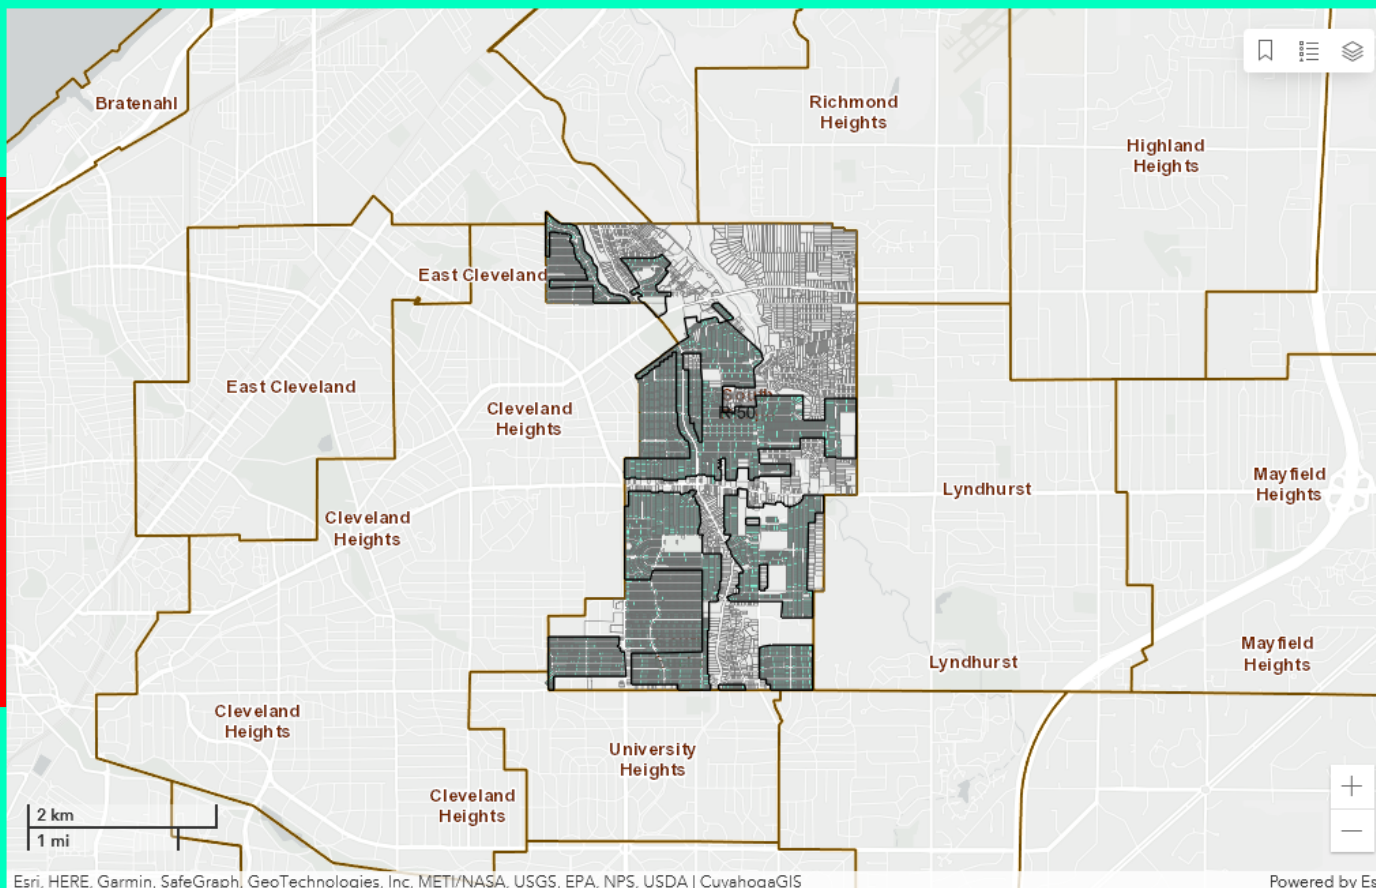 Bratenahl
Richmond
Heights
Highland
Heights
East Cleveland
East Cleveland
Cleveland
Heights
South
R-50
Lyndhurst
Mayfield
Heights
Cleveland
Heights
Lyndhurst
Mayfield
Heights
Cleveland
Heights
University
Heights
Cleveland
Heights
2 km
1 mi
Esri, HERE, Garmin, SafeGraph, GeoTechnologies, Inc, METI/NASA, USGS, EPA, NPS, USDA | CuyahogaGIS
Powered by Es